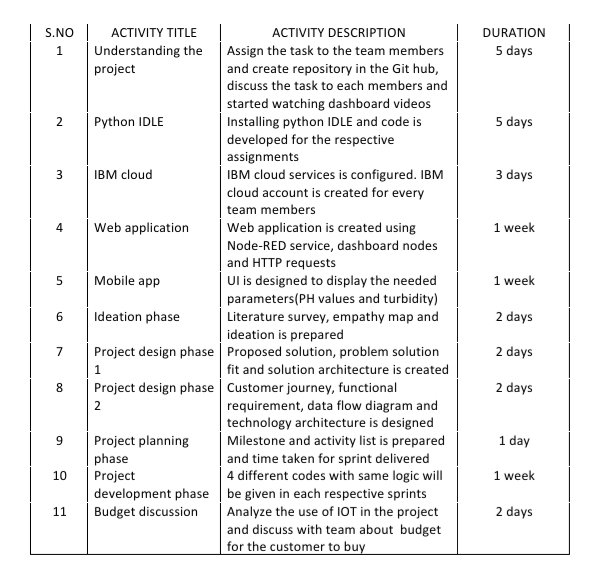 S.NO ACTIVITY TITLE ACTIVITY DESCRIPTION DURATION
1 Understanding the Assign the task to the team members 5 days
project and create repository in the Git hub,
discuss the task to each members and
started watching dashboard videos
2 Python IDLE Installing python IDLE and code is 5 days
developed for the respective
assignments
3 IBM cloud IBM cloud services is configured. IBM 3 days
cloud account is created for every
team members
4 Web application Web application is created using 1 week
Node-RED service, dashboard nodes
and HTTP requests
5 Mobile app UI is designed to display the needed 1 week
parameters(PH values and turbidity)
6 Ideation phase Literature survey, empathy map and 2 days
ideation is prepared
7 Project design phase Proposed solution, problem solution 2 days
1 fit and solution architecture is created
8 Project design phase Customer journey, functional 2 days
2 requirement, data flow diagram and
technology architecture is designed
9 Project planning Milestone and activity list is prepared 1 day
phase and time taken for sprint delivered
10 Project 4 different codes with same logic will 1 week
development phase be given in each respective sprints
11 Budget discussion Analyze the use of IOT in the project 2 days
and discuss with team about budget
for the customer to buy